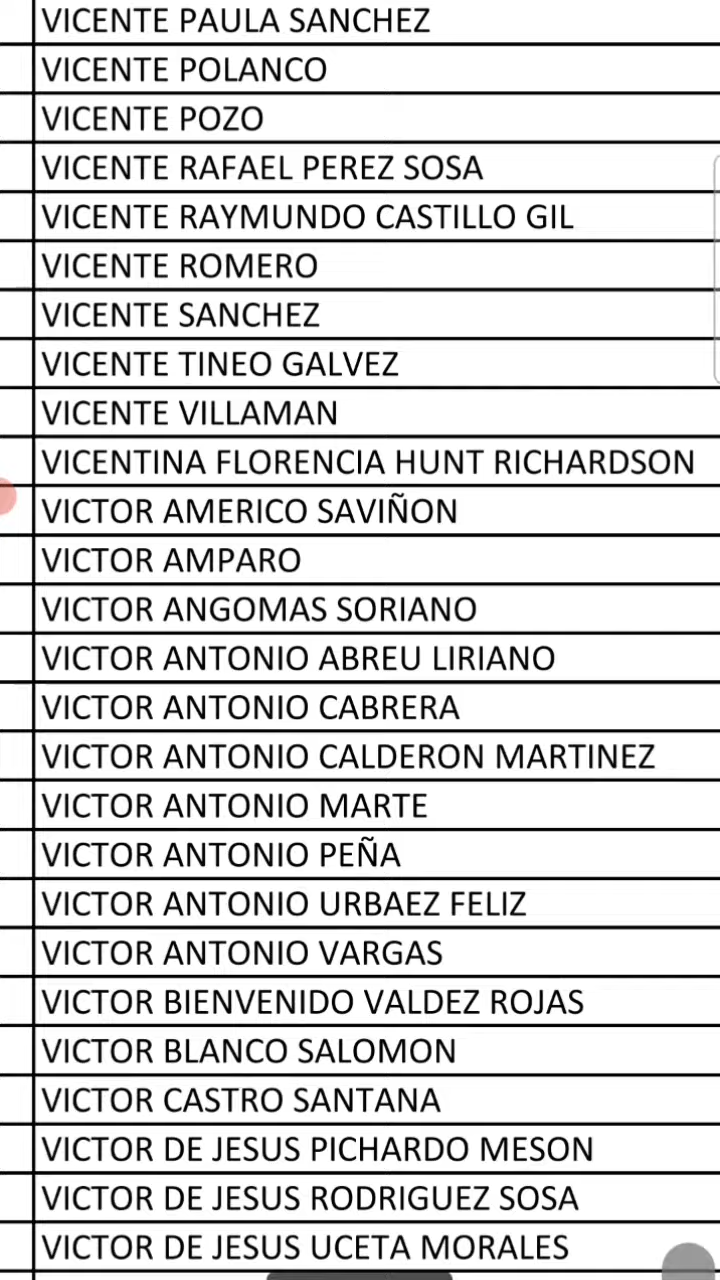 VICENTE PAULA SANCHEZ
VICENTE POLANCO
VICENTE POZO
VICENTE RAFAEL PEREZ SOSA
VICENTE RAYMUNDO CASTILLO GIL
VICENTE ROMERO
VICENTE SANCHEZ
VICENTE TINEO GALVEZ
VICENTE VILLAMAN
VICENTINA FLORENCIA HUNT RICHARDSON
VICTOR AMERICO SAVIÑON
VICTOR AMPARO
VICTOR ANGOMAS SORIANO
VICTOR ANTONIO ABREU LIRIANO
VICTOR ANTONIO CABRERA
VICTOR ANTONIO CALDERON MARTINEZ
VICTOR ANTONIO MARTE
VICTOR ANTONIO PEÑA
VICTOR ANTONIO URBAEZ FELIZ
VICTOR ANTONIO VARGAS
VICTOR BIENVENIDO VALDEZ ROJAS
VICTOR BLANCO SALOMON
VICTOR CASTRO SANTANA
VICTOR DE JESUS PICHARDO MESON
VICTOR DE JESUS RODRIGUEZ SOSA
VICTOR DE JESUS UCETA MORALES